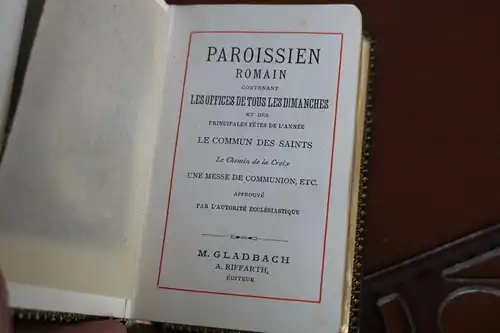 PAROISSIEN
ROMAIN
CONTENANT
LES OFFICES DE TOUS LES DIMANCHES
ET DES
PRINCIPALES FÊTES DE L'ANNÉE
LE COMMUN DES SAINTS
Le Chemin de la Croix
UNE MESSE DE COMMUNION, ETC.
APPROUVÉ
PAR L'AUTORITÉ ECCLÉSIASTIQUE
M. GLADBACH
A. RIFFARTH,
ÉDITEUR